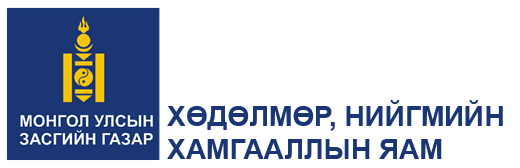 МОНГОЛ УЛСЫН
ЗАСГИЙН ГАЗАР
ХӨДӨЛМӨР, НИЙГМИЙН
ХАМГААЛЛЫН ЯАМ